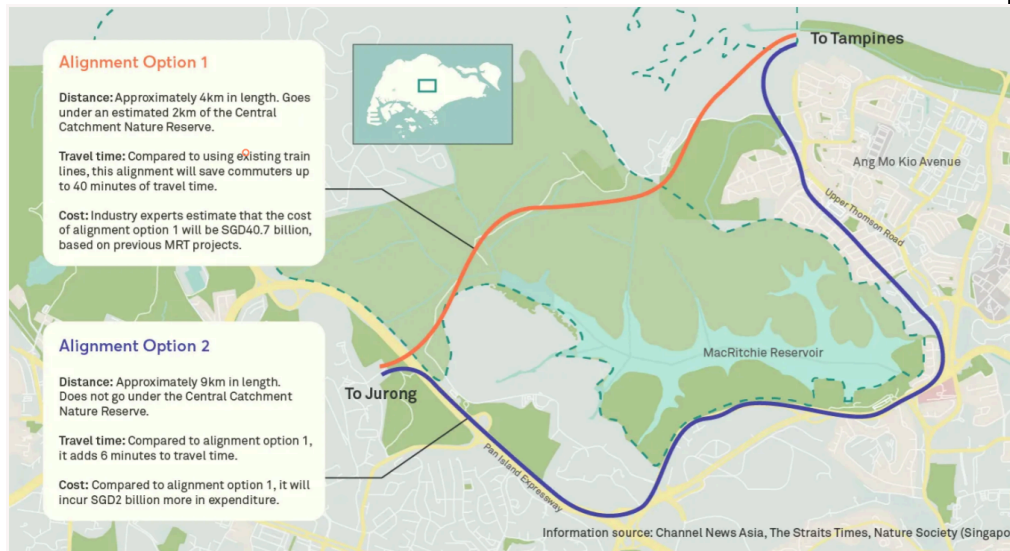 Alignment Option 1
Distance: Approximately 4km in length. Goes
under an estimated 2km of the Central
Catchment Nature Reserve.
Travel time: Compared to using existing train
lines, this alignment will save commuters up
to 40 minutes of travel time.
Cost: Industry experts estimate that the cost
of alignment option 1 will be SGD40.7 billion,
based on previous MRT projects.
Alignment Option 2
Distance: Approximately 9km in length.
Does not go under the Central Catchment
Nature Reserve.
Travel time: Compared to alignment option 1,
it adds 6 minutes to travel time.
Cost: Compared to alignment option 1, it will
incur SGD2 billion more in expenditure.
To Tampines
Ang Mo Kio Avenue
Upper Thomson Road
MacRitchie Reservoir
To Jurong
Pan Island Expressway
Information source: Channel News Asia, The Straits Times, Nature Society (Singapo